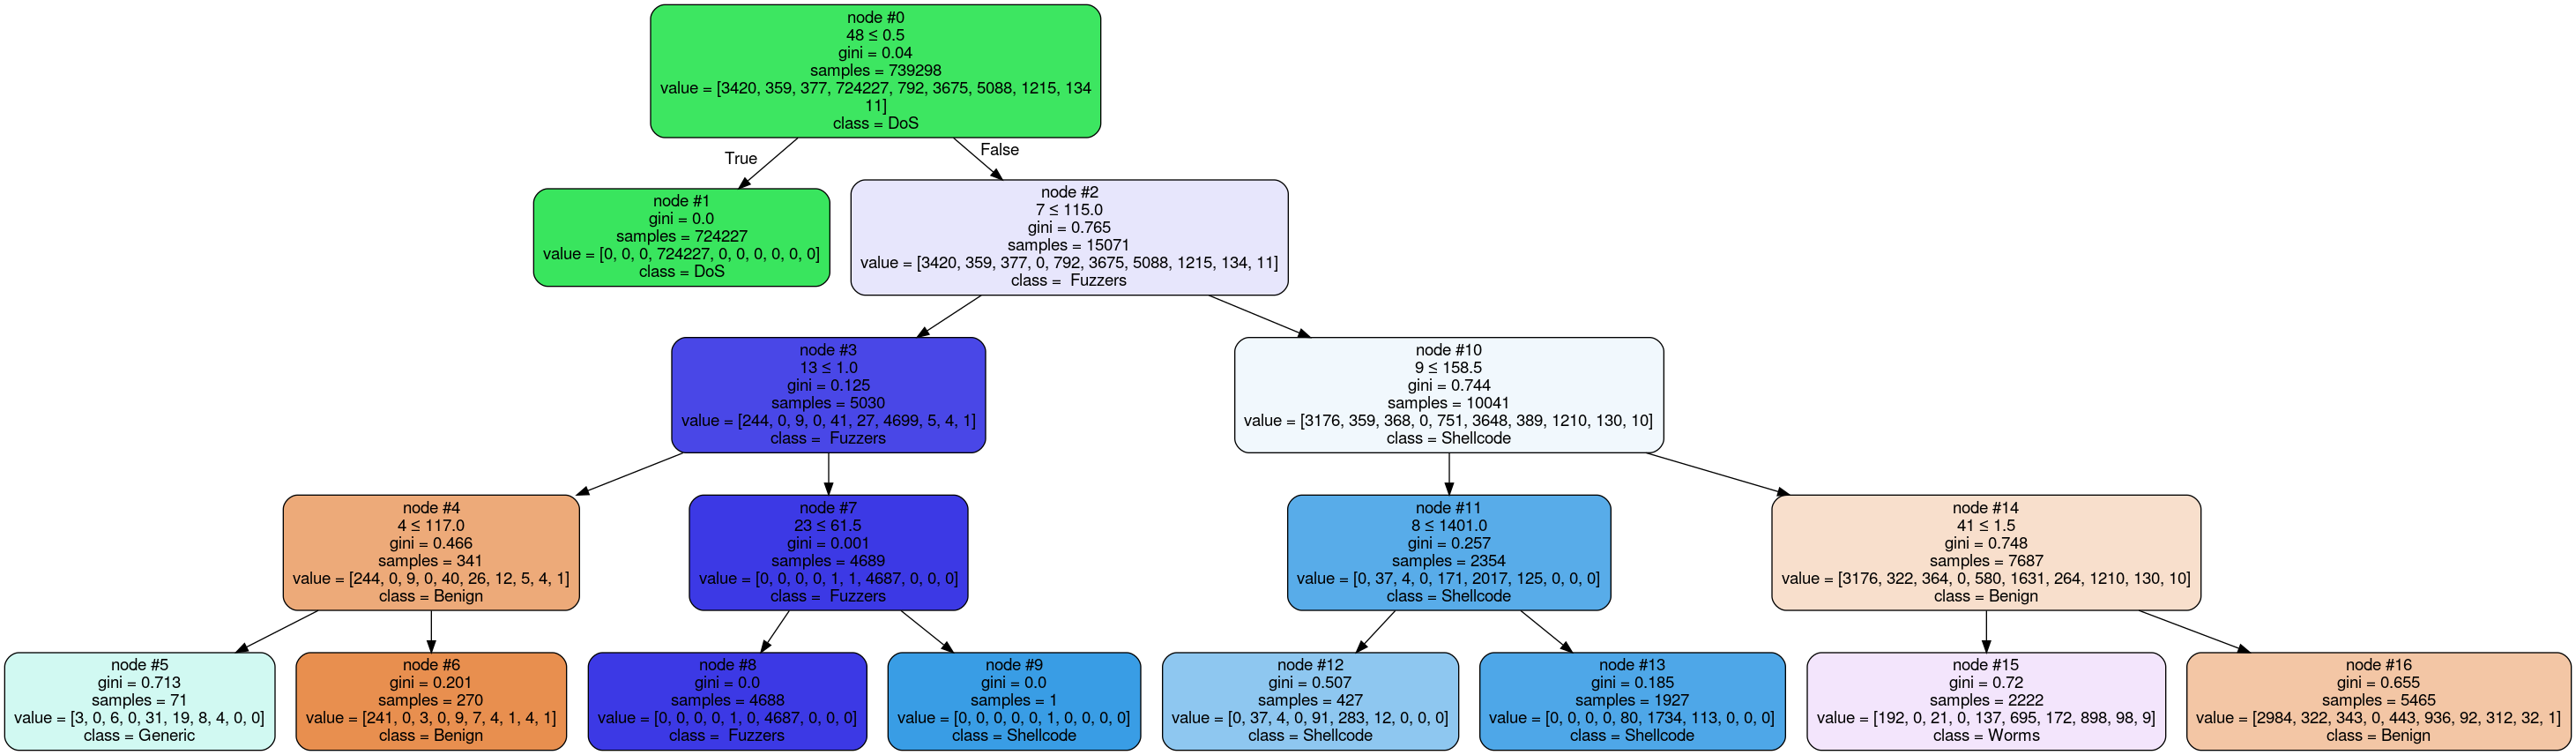 node #0
48 ≤ 0.5
gini = 0.04
samples = 739298
value = [3420, 359, 377, 724227, 792, 3675, 5088, 1215, 134
11]
class = DoS
True
False
node #1
gini = 0.0
samples = 724227
value = [0, 0, 0, 724227, 0, 0, 0, 0, 0, 0]
class = DoS
node #2
7 ≤ 115.0
gini = 0.765
samples = 15071
value = [3420, 359, 377, 0, 792, 3675, 5088, 1215, 134, 11]
class =  Fuzzers
node #3
13 ≤ 1.0
gini = 0.125
samples = 5030
value = [244, 0, 9, 0, 41, 27, 4699, 5, 4, 1]
class =  Fuzzers
node #10
9 ≤ 158.5
gini = 0.744
samples = 10041
value = [3176, 359, 368, 0, 751, 3648, 389, 1210, 130, 10]
class = Shellcode
node #4
4 ≤ 117.0
gini = 0.466
samples = 341
value = [244, 0, 9, 0, 40, 26, 12, 5, 4, 1]
class = Benign
node #7
23 ≤ 61.5
gini = 0.001
samples = 4689
value = [0, 0, 0, 0, 1, 1, 4687, 0, 0, 0]
class =  Fuzzers
node #11
8 ≤ 1401.0
gini = 0.257
samples = 2354
value = [0, 37, 4, 0, 171, 2017, 125, 0, 0, 0]
class = Shellcode
node #14
41 ≤ 1.5
gini = 0.748
samples = 7687
value = [3176, 322, 364, 0, 580, 1631, 264, 1210, 130, 10]
class = Benign
node #5
gini = 0.713
samples = 71
value = [3, 0, 6, 0, 31, 19, 8, 4, 0, 0]
class = Generic
node #6
gini = 0.201
samples = 270
value = [241, 0, 3, 0, 9, 7, 4, 1, 4, 1]
class = Benign
node #8
gini = 0.0
samples = 4688
value = [0, 0, 0, 0, 1, 0, 4687, 0, 0, 0]
class =  Fuzzers
node #9
gini = 0.0
samples = 1
value = [0, 0, 0, 0, 0, 1, 0, 0, 0, 0]
class = Shellcode
node #12
gini = 0.507
samples = 427
value = [0, 37, 4, 0, 91, 283, 12, 0, 0, 0]
class = Shellcode
node #13
gini = 0.185
samples = 1927
value = [0, 0, 0, 0, 80, 1734, 113, 0, 0, 0]
class = Shellcode
node #15
gini = 0.72
samples = 2222
value = [192, 0, 21, 0, 137, 695, 172, 898, 98, 9]
class = Worms
node #16
gini = 0.655
samples = 5465
value = [2984, 322, 343, 0, 443, 936, 92, 312, 32, 1]
class = Benign